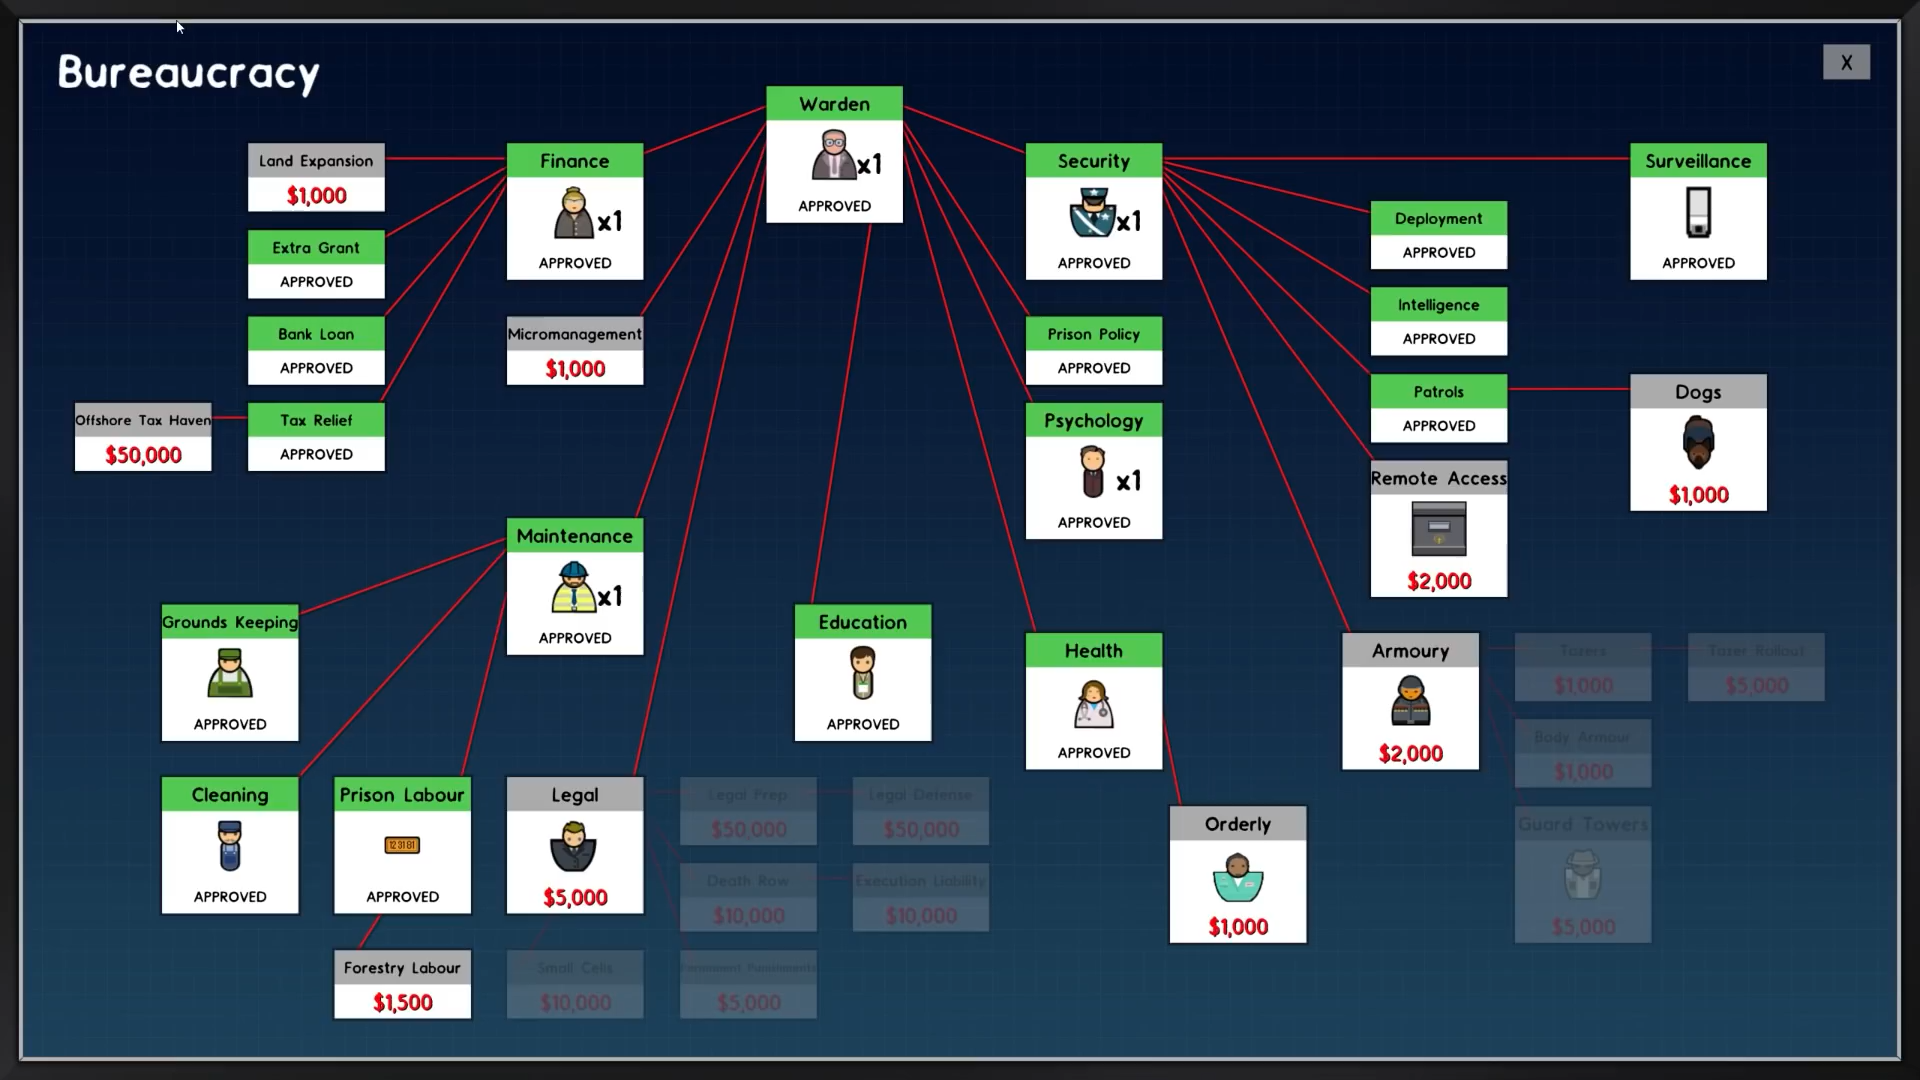 Bureaucracy
X
Warden
x1
APPROVED
Land Expansion
$1,000
Finance
x1
APPROVED
Security
x1
APPROVED
Surveillance
APPROVED
Deployment
APPROVED
Extra Grant
APPROVED
Intelligence
APPROVED
Bank Loan
APPROVED
Micromanagement
$1,000
Prison Policy
APPROVED
Patrols
APPROVED
Dogs
$1,000
Offshore Tax Haven
$50,000
Tax Relief
APPROVED
Psychology
x1
APPROVED
Remote Access
$2,000
Maintenance
x1
APPROVED
Grounds Keeping
APPROVED
Education
APPROVED
Health
APPROVED
Armoury
$2,000
Tazers
$1,000
Tazer Rollout
$5,000
Body Armour
$1,000
Cleaning
APPROVED
Prison Labour
12 31 81
APPROVED
Legal
$5,000
Legal Prep
$50,000
Legal Defense
$50,000
Death Row
$10,000
Execution Liability
$10,000
Orderly
$1,000
Guard Towers
$5,000
Forestry Labour
$1,500
Small Cells
$10,000
$5,000